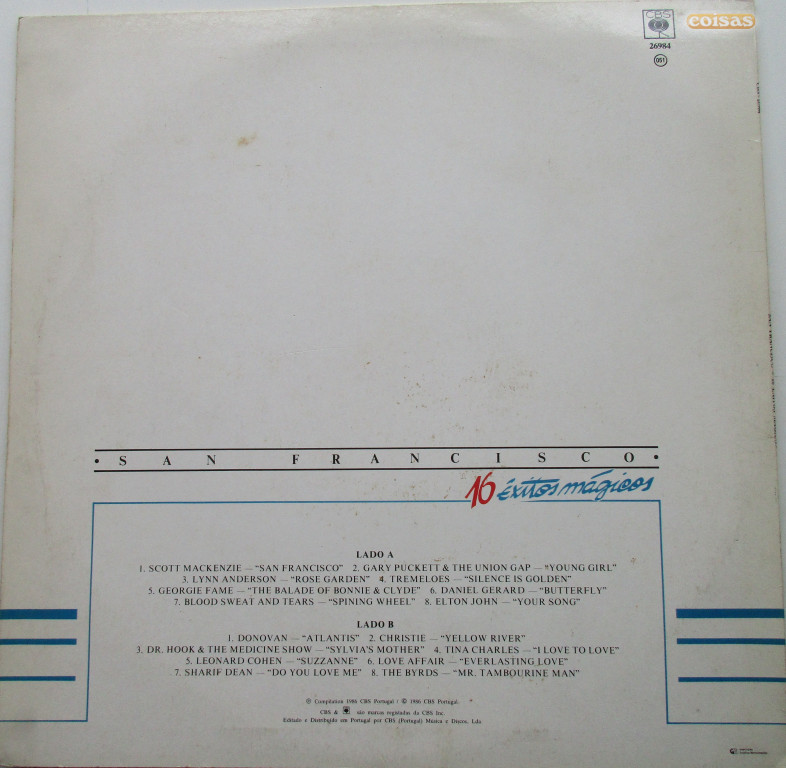 CBS
coisas
26984
• SAN FRANCISCO •
16 éxitos mágicos
LADO A
1. SCOTT MACKENZIE — “SAN FRANCISCO” 2. GARY PUCKETT & THE UNION GAP — “YOUNG GIRL”
3. LYNN ANDERSON — “ROSE GARDEN” 4. TREMELOES — “SILENCE IS GOLDEN”
5. GEORGIE FAME — “THE BALADE OF BONNIE & CLYDE” 6. DANIEL GERARD — “BUTTERFLY”
7. BLOOD SWEAT AND TEARS — “SPINING WHEEL” 8. ELTON JOHN — “YOUR SONG”
LADO B
1. DONOVAN — “ATLANTIS” 2. CHRISTIE — “YELLOW RIVER”
3. DR. HOOK & THE MEDICINE SHOW — “SYLVIA'S MOTHER” 4. TINA CHARLES — “I LOVE TO LOVE”
5. LEONARD COHEN — “SUZZANNE” 6. LOVE AFFAIR — “EVERLASTING LOVE”
7. SHARIF DEAN — “DO YOU LOVE ME” 8. THE BYRDS — “MR. TAMBOURINE MAN”
℗ Compilation 1986 CBS Portugal / © 1986 CBS Portugal.
CBS & são marcas registadas da CBS Inc.
Editado e Distribuído em Portugal por CBS (Portugal) Música e Discos, Lda